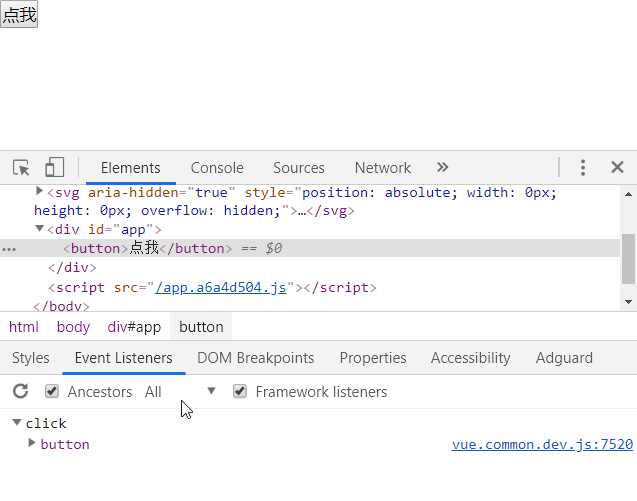 点我
Elements Console Sources Network »
<svg aria-hidden="true" style="position: absolute; width: 0px;
height: 0px; overflow: hidden;">…</svg>
<div id="app">
<button>点我</button> == $0
</div>
<script src="/app.a6a4d504.js"></script>
</body>
html body div#app button
Styles Event Listeners DOM Breakpoints Properties Accessibility Adguard
Ancestors All Framework listeners
click
button vue.common.dev.js:7520